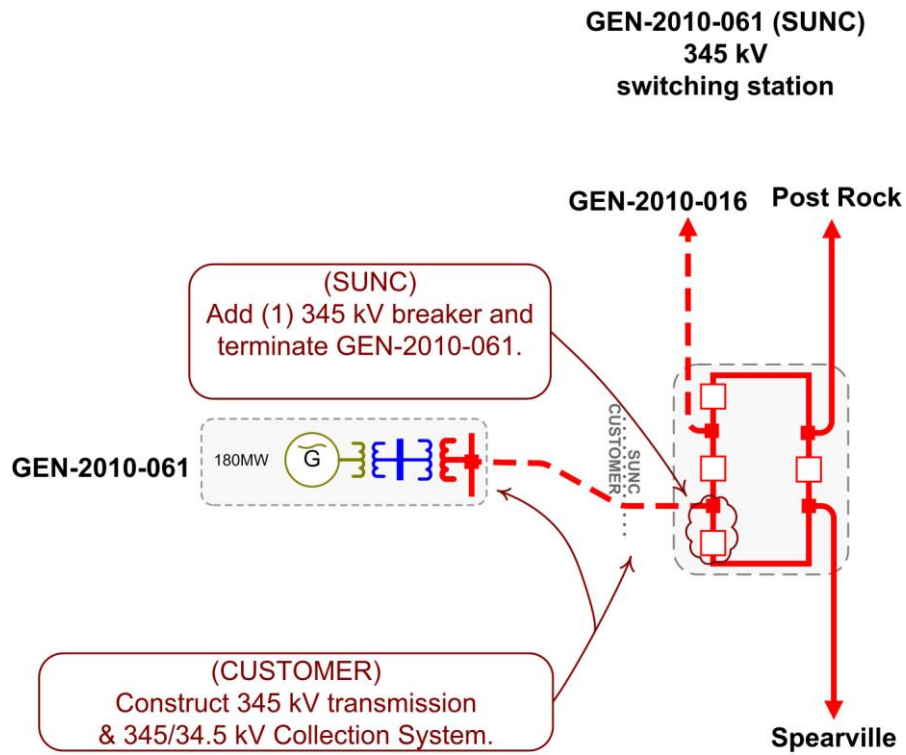 GEN-2010-061 (SUNC)
345 kV
switching station
GEN-2010-016
Post Rock
(SUNC)
Add (1) 345 kV breaker and
terminate GEN-2010-061.
CUSTOMER
SUNC
GEN-2010-061
180MW
G
(CUSTOMER)
Construct 345 kV transmission
& 345/34.5 kV Collection System.
Spearville